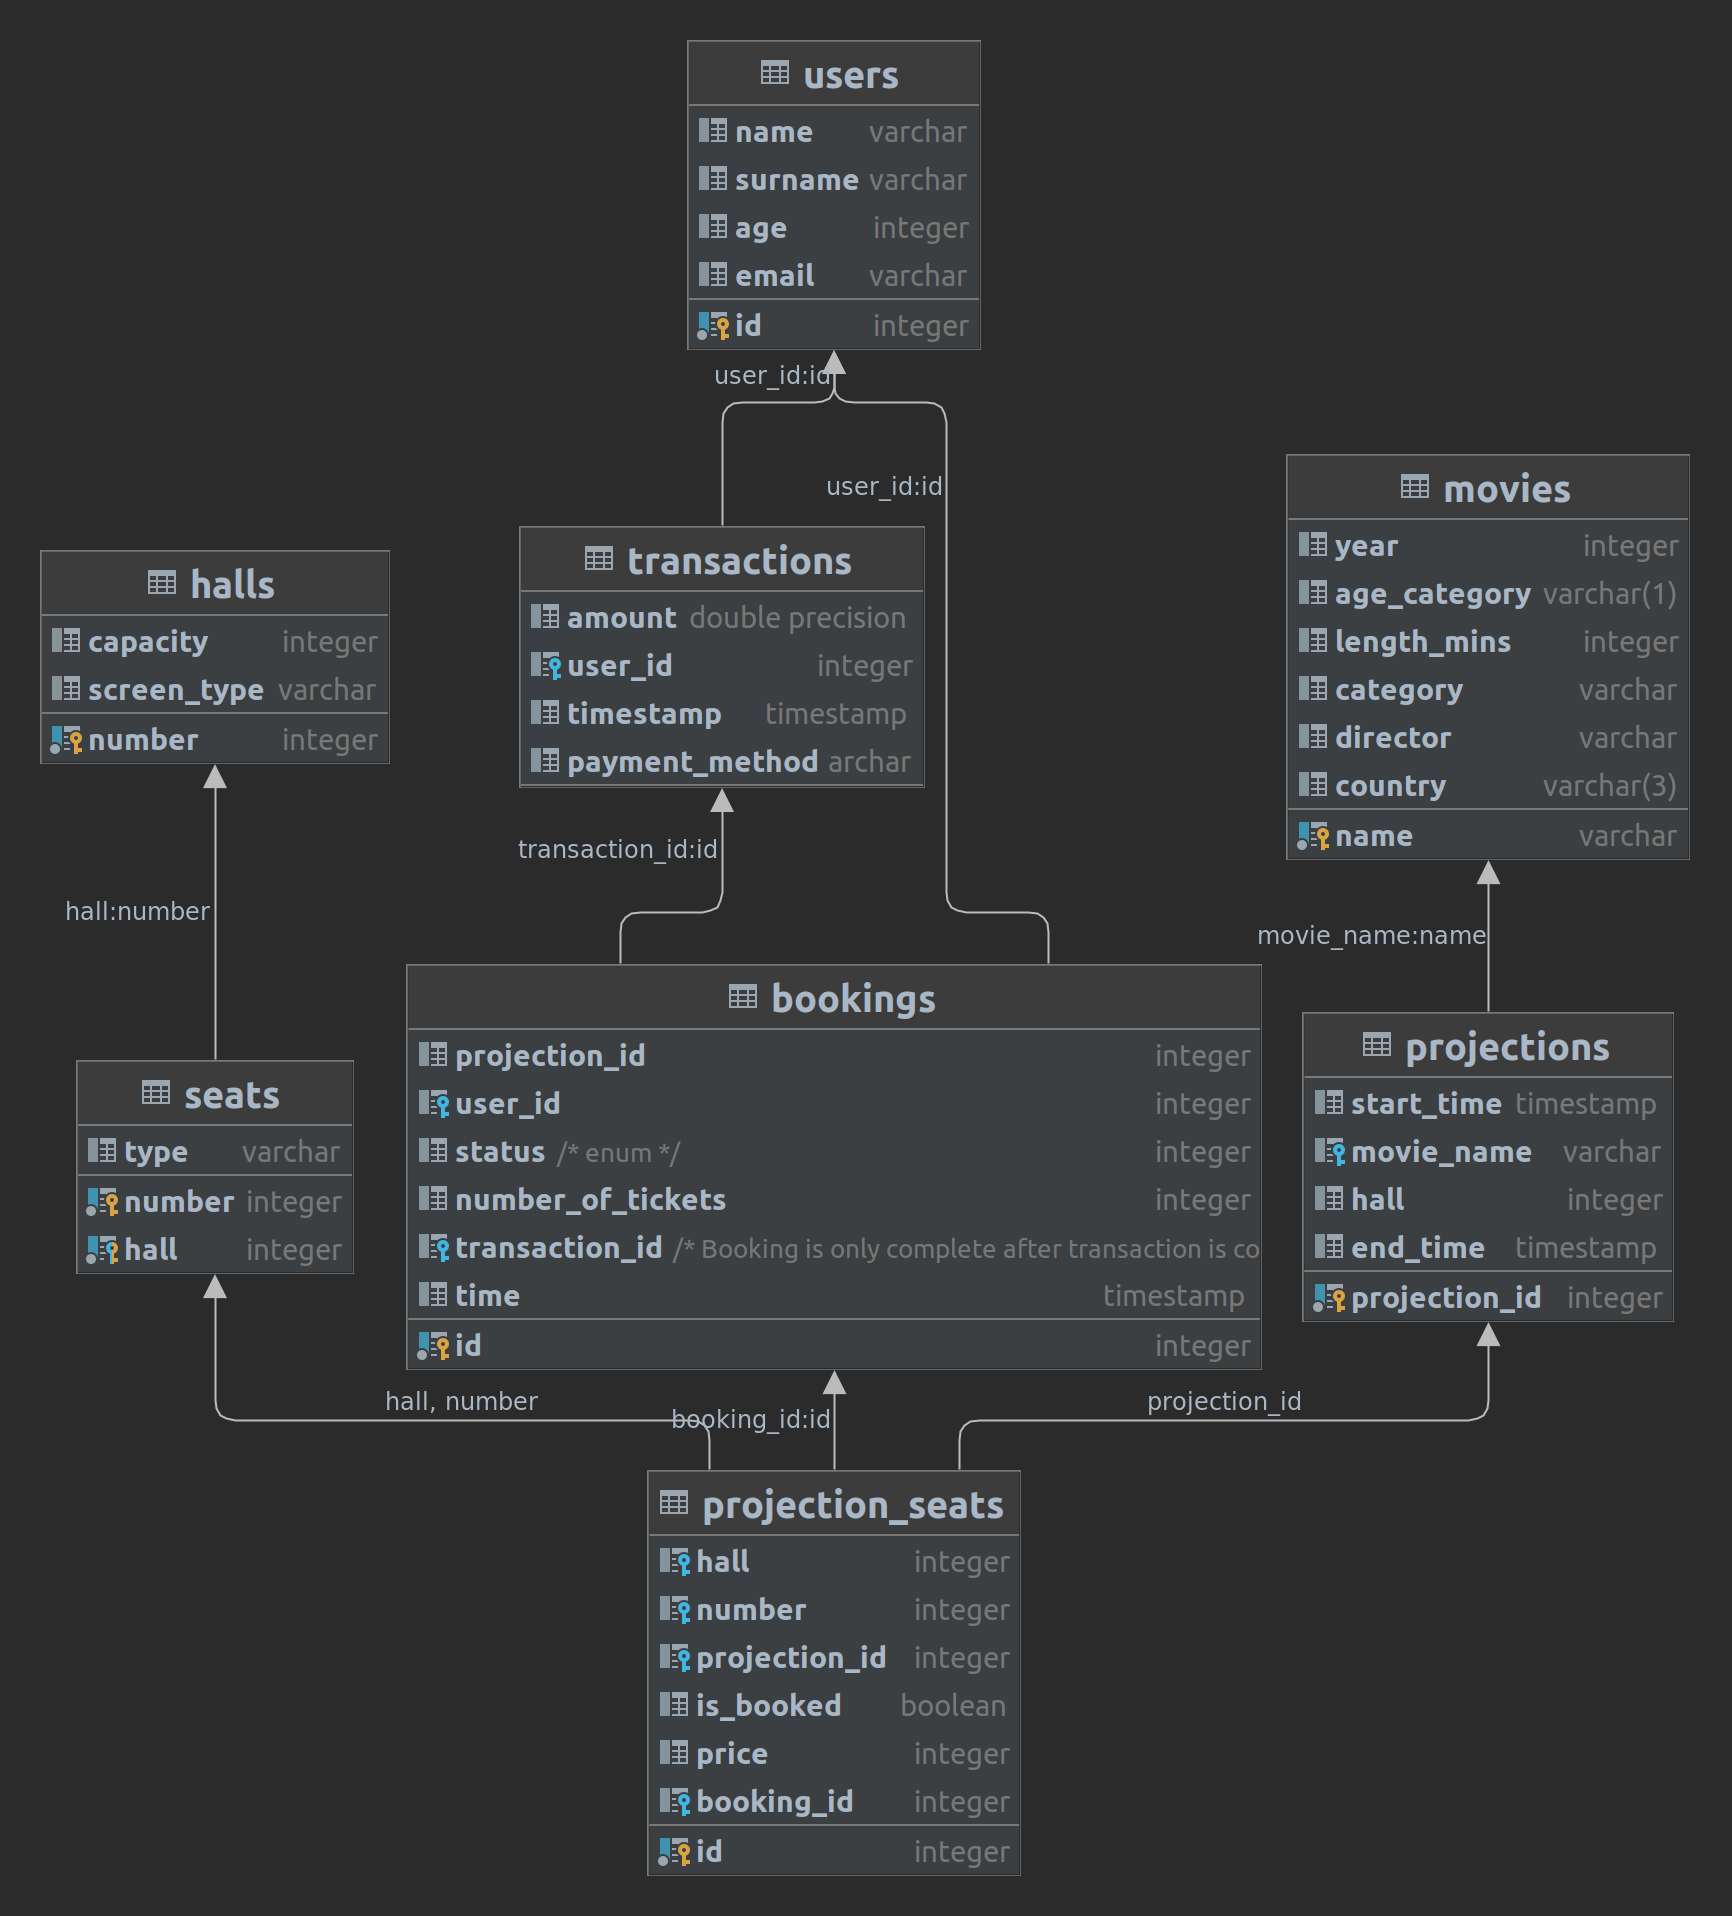 users
name varchar
surname varchar
age integer
email varchar
id integer
user_id:id
user_id:id
movies
year integer
age_category varchar(1)
length_mins integer
category varchar
director varchar
country varchar(3)
name varchar
transactions
amount double precision
user_id integer
timestamp timestamp
payment_method archar
halls
capacity integer
screen_type varchar
number integer
transaction_id:id
hall:number
movie_name:name
bookings
projection_id integer
user_id integer
status /* enum */ integer
number_of_tickets integer
transaction_id /* Booking is only complete after transaction is co
time timestamp
id integer
projections
start_time timestamp
movie_name varchar
hall integer
end_time timestamp
projection_id integer
seats
type varchar
number integer
hall integer
hall, number
booking_id:id
projection_id
projection_seats
hall integer
number integer
projection_id integer
is_booked boolean
price integer
booking_id integer
id integer